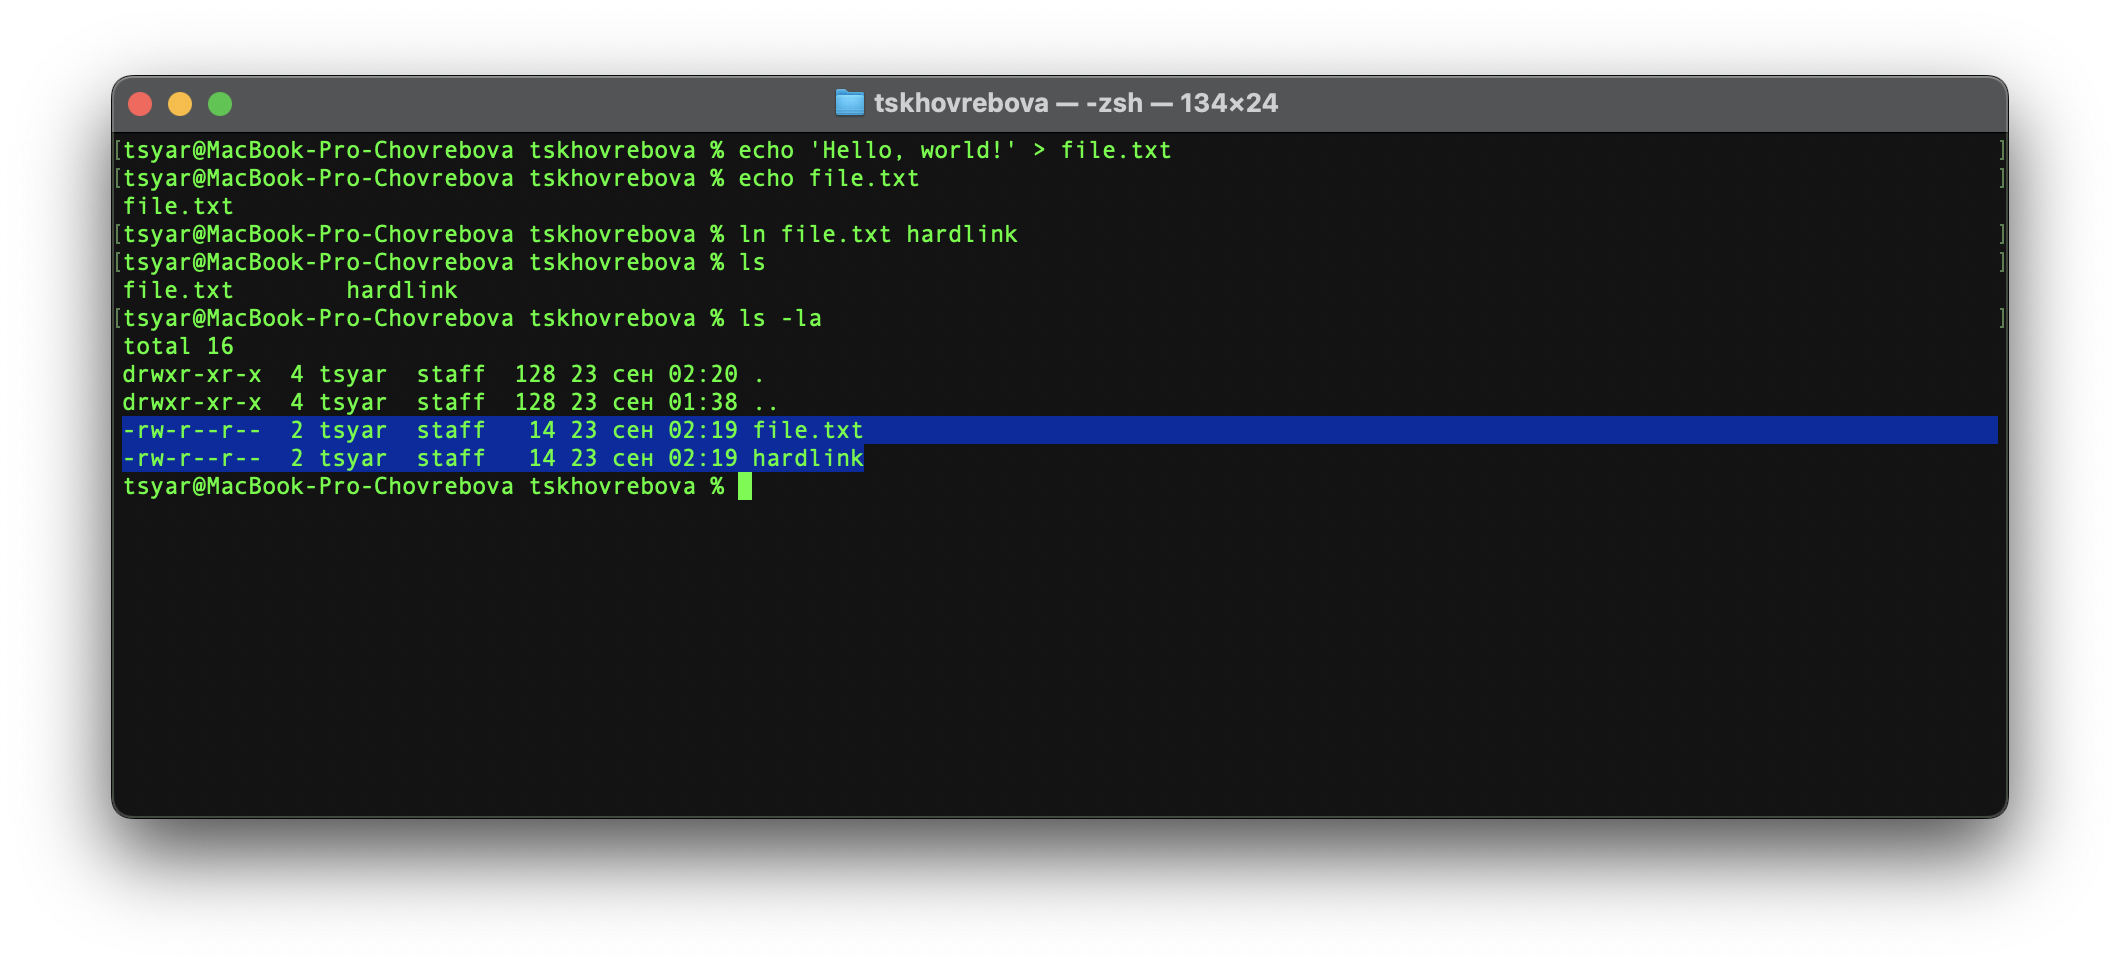 tskhovrebova — -zsh — 134×24
[tsyar@MacBook-Pro-Chovrebova tskhovrebova % echo 'Hello, world!' > file.txt ]
[tsyar@MacBook-Pro-Chovrebova tskhovrebova % echo file.txt ]
file.txt
[tsyar@MacBook-Pro-Chovrebova tskhovrebova % ln file.txt hardlink ]
[tsyar@MacBook-Pro-Chovrebova tskhovrebova % ls ]
file.txt        hardlink
[tsyar@MacBook-Pro-Chovrebova tskhovrebova % ls -la ]
total 16
drwxr-xr-x  4 tsyar  staff  128 23 сен 02:20 .
drwxr-xr-x  4 tsyar  staff  128 23 сен 01:38 ..
-rw-r--r--  2 tsyar  staff   14 23 сен 02:19 file.txt
-rw-r--r--  2 tsyar  staff   14 23 сен 02:19 hardlink
tsyar@MacBook-Pro-Chovrebova tskhovrebova %